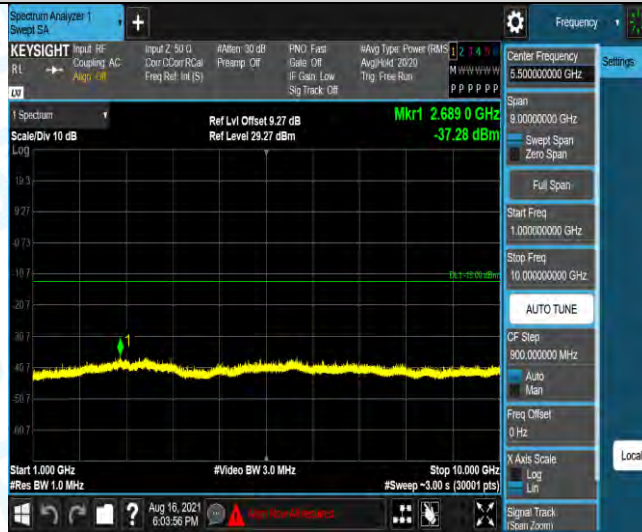 Spectrum Analyzer 1
Swept SA
Frequency
KEYSIGHT
Input: RF
Coupling: AC
Align: Off
Input Z: 50 Ω
Corr CCorr RCal
Freq Ref: Int (S)
#Atten: 30 dB
Preamp: Off
PNO: Fast
Gate: Off
IF Gain: Low
Sig Track: Off
#Avg Type: Power (RMS
Avg|Hold: 20/20
Trig: Free Run
1 2 3 4 5 6
M W W W W W
P P P P P P
RL
LXI
1 Spectrum
Scale/Div 10 dB
Ref Lvl Offset 9.27 dB
Ref Level 29.27 dBm
Mkr1 2.689 0 GHz
-37.28 dBm
Log
19.3
9.27
-0.73
-10.7
-20.7
-30.7
-40.7
-50.7
-60.7
1
Start 1.000 GHz
#Res BW 1.0 MHz
#Video BW 3.0 MHz
Stop 10.000 GHz
#Sweep ~3.00 s (30001 pts)
Aug 16, 2021
6:03:56 PM
Center Frequency
5.500000000 GHz
Settings
Span
9.00000000 GHz
Swept Span
Zero Span
Full Span
Start Freq
1.000000000 GHz
Stop Freq
10.000000000 GHz
AUTO TUNE
CF Step
900.000000 MHz
Auto
Man
Freq Offset
0 Hz
X Axis Scale
Log
Lin
Signal Track
(Span Zoom)
Local